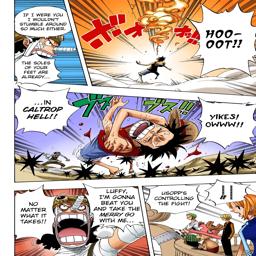 IF I WERE YOU
I WOULDN'T
STUMBLE AROUND
SO MUCH EITHER.
THE SOLES
OF YOUR
FEET ARE
ALREADY...
HOO-
OOT!!
...IN
CALTROP
HELL!!
YIKES!
OWWW!!
NO
MATTER
WHAT IT
TAKES!!
LUFFY,
I'M GONNA
BEAT YOU
AND TAKE THE
MERRY GO
WITH ME...
USOPP'S
CONTROLLING
THE FIGHT!